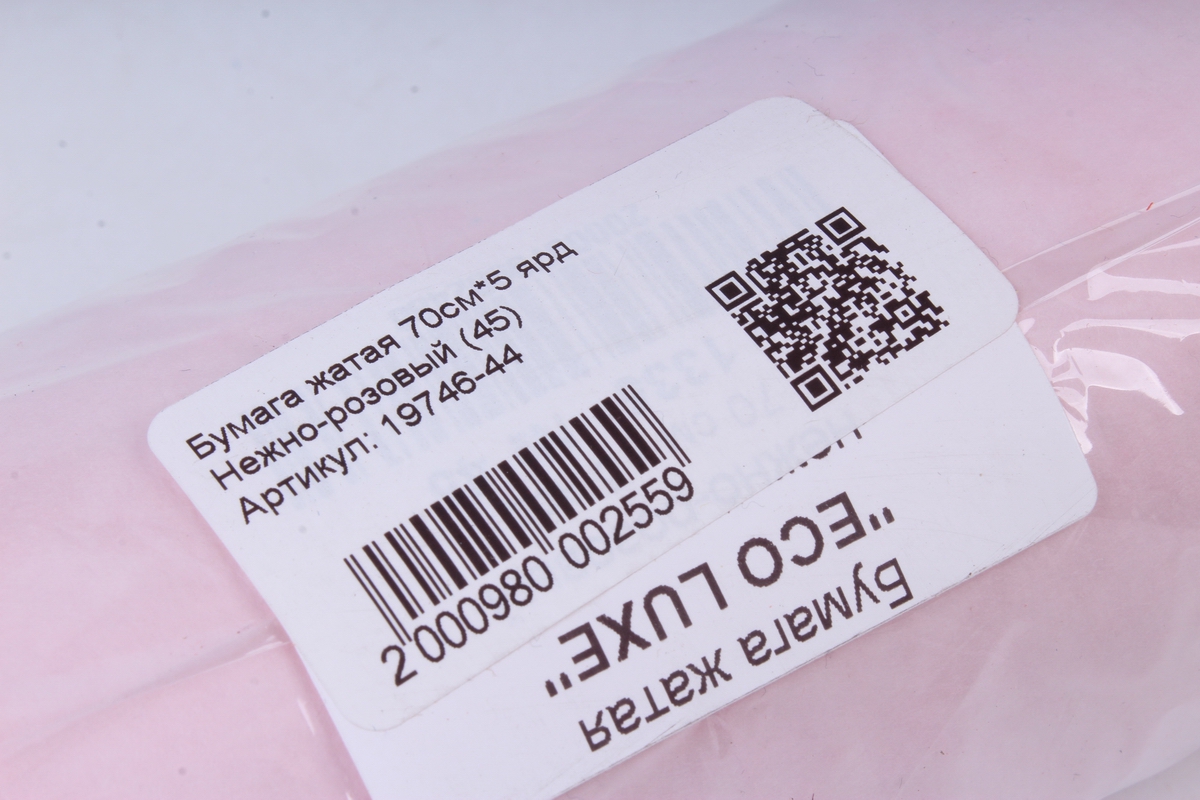 Бумага жатая 70см*5 ярд
Нежно-розовый (45)
Артикул: 19746-44
2 000980 002559
Бумага жатая
"ECO LUXE"